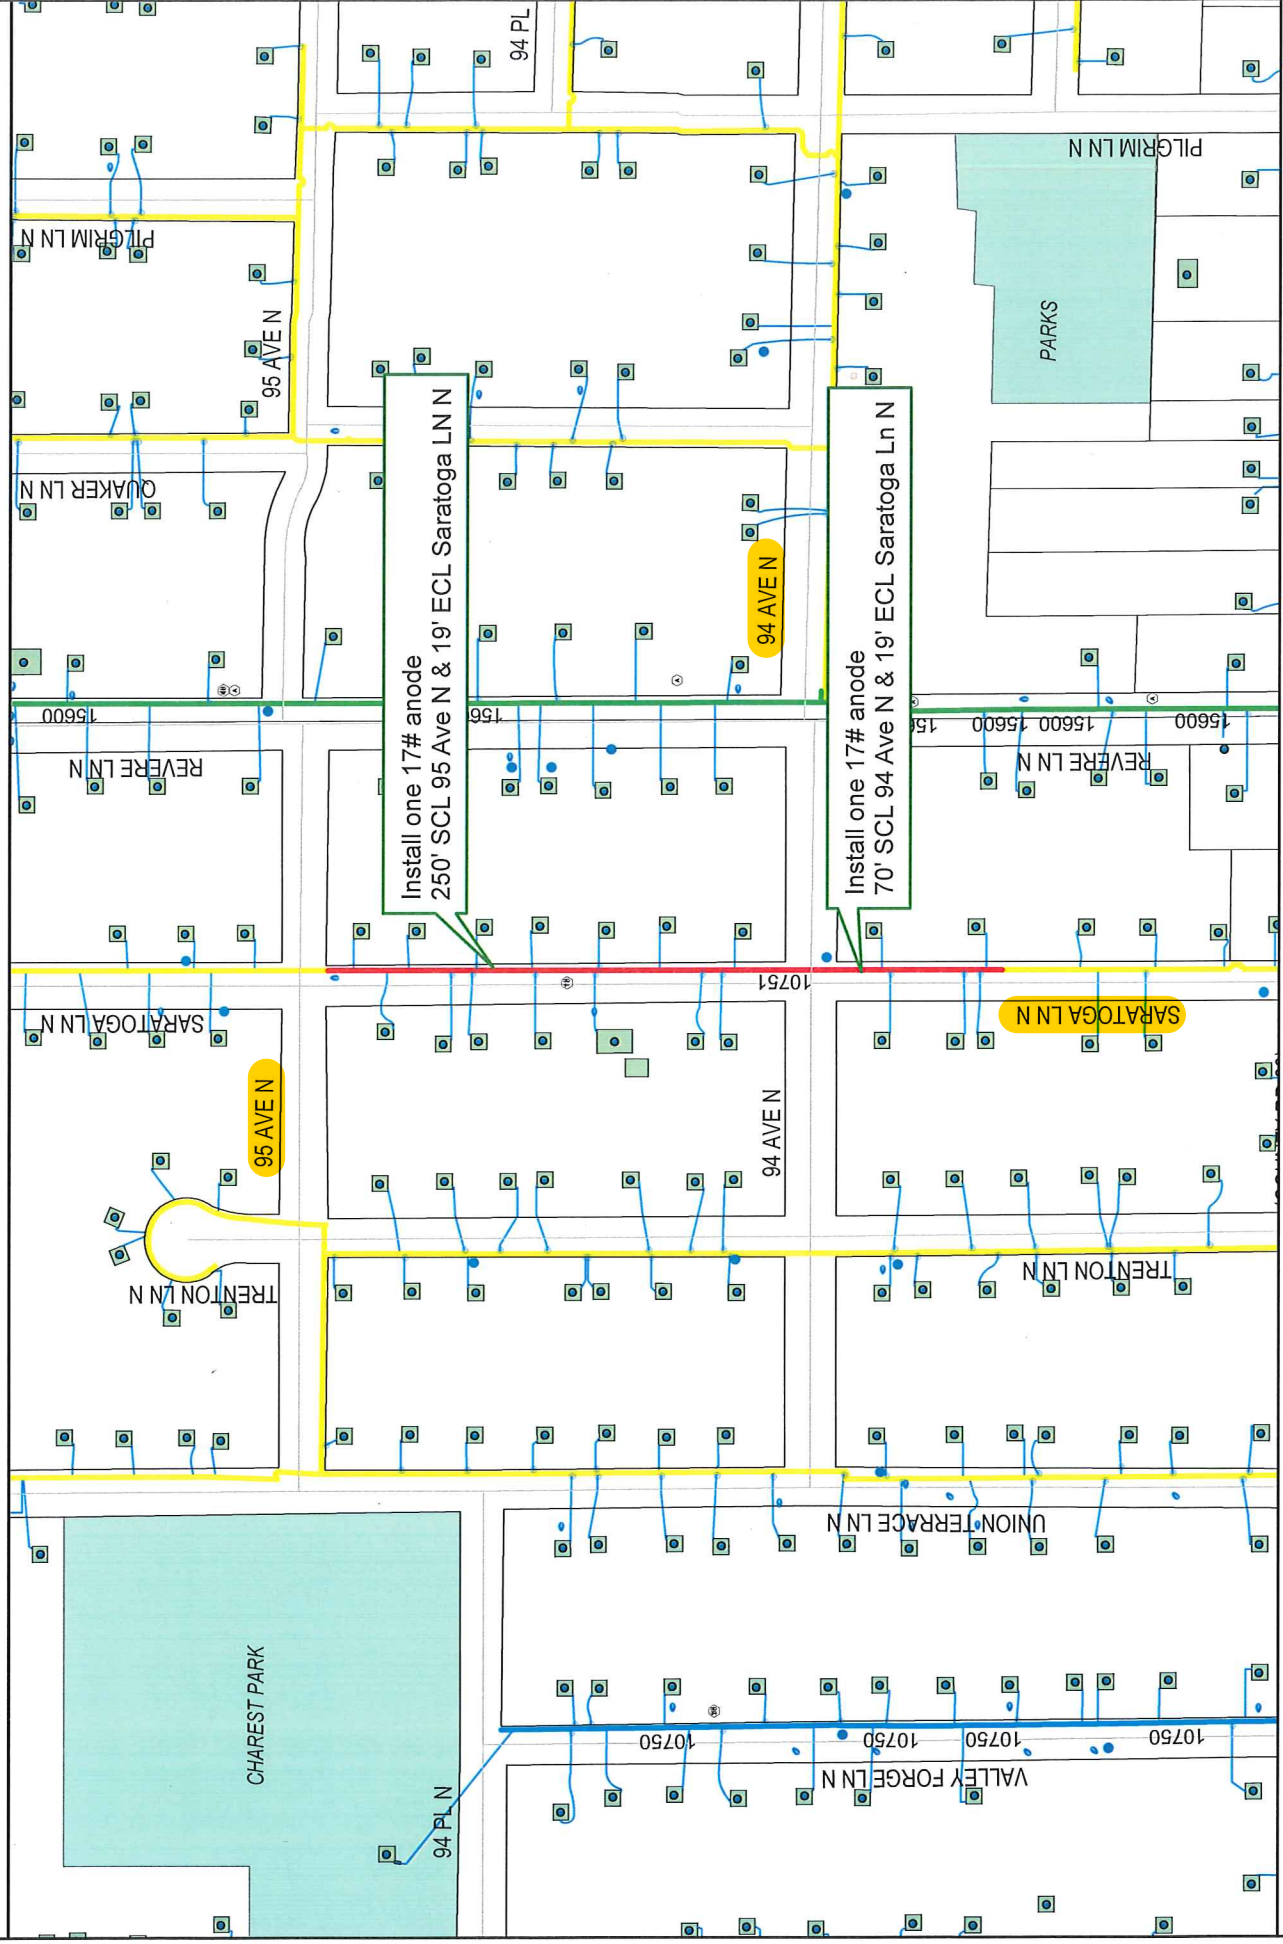 94 PL
PILGRIM LN N
PILGRIM LN N
95 AVE N
PARKS
QUAKER LN N
94 AVE N
Install one 17# anode
250' SCL 95 Ave N & 19' ECL Saratoga LN N
Install one 17# anode
70' SCL 94 Ave N & 19' ECL Saratoga Ln N
15600
15600
15600
15600
REVERE LN N
REVERE LN N
10751
SARATOGA LN N
SARATOGA LN N
95 AVE N
94 AVE N
TRENTON LN N
TRENTON LN N
UNION TERRACE LN N
CHAREST PARK
10750
10750
10750
10750
VALLEY FORGE LN N
94 PL N